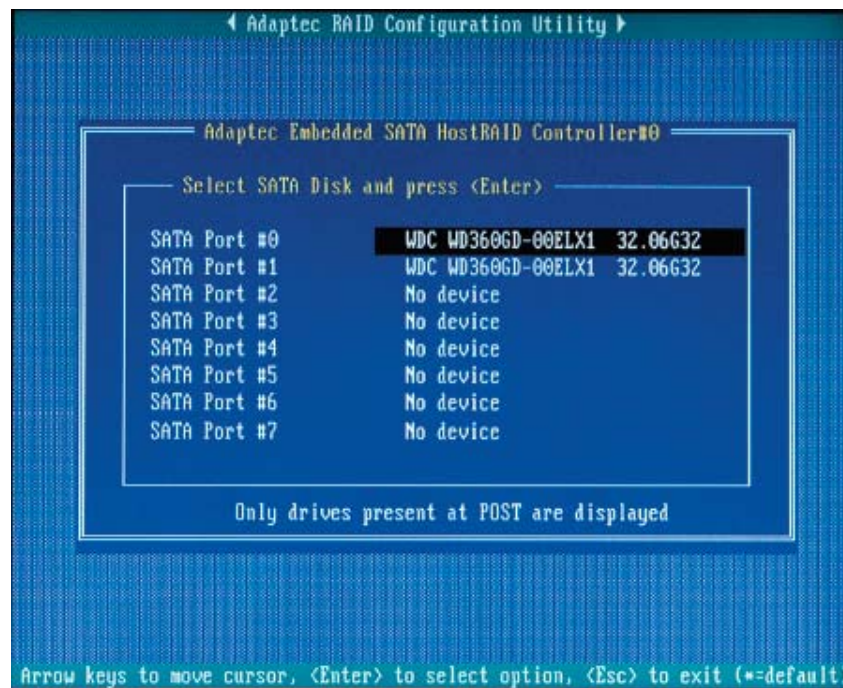 Adaptec RAID Configuration Utility
Adaptec Embedded SATA HostRAID Controller#0
Select SATA Disk and press <Enter>
SATA Port #0 WDC WD360GD-00ELX1 32.06G32
SATA Port #1 WDC WD360GD-00ELX1 32.06G32
SATA Port #2 No device
SATA Port #3 No device
SATA Port #4 No device
SATA Port #5 No device
SATA Port #6 No device
SATA Port #7 No device
Only drives present at POST are displayed
Arrow keys to move cursor, <Enter> to select option, <Esc> to exit (*=default)